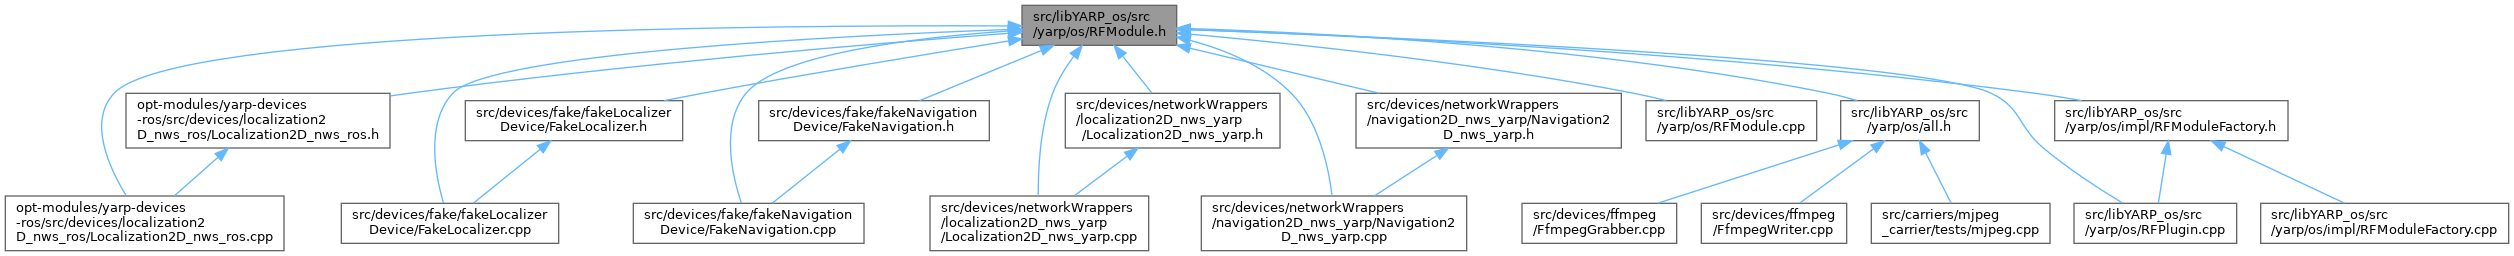 src/libYARP_os/src
/yarp/os/RFModule.h
opt-modules/yarp-devices
-ros/src/devices/localization2
D_nws_ros/Localization2D_nws_ros.h
src/devices/fake/fakeLocalizer
Device/FakeLocalizer.h
src/devices/fake/fakeNavigation
Device/FakeNavigation.h
src/devices/networkWrappers
/localization2D_nws_yarp
/Localization2D_nws_yarp.h
src/devices/networkWrappers
/navigation2D_nws_yarp/Navigation2
D_nws_yarp.h
src/libYARP_os/src
/yarp/os/RFModule.cpp
src/libYARP_os/src
/yarp/os/all.h
src/libYARP_os/src
/yarp/os/impl/RFModuleFactory.h
opt-modules/yarp-devices
-ros/src/devices/localization2
D_nws_ros/Localization2D_nws_ros.cpp
src/devices/fake/fakeLocalizer
Device/FakeLocalizer.cpp
src/devices/fake/fakeNavigation
Device/FakeNavigation.cpp
src/devices/networkWrappers
/localization2D_nws_yarp
/Localization2D_nws_yarp.cpp
src/devices/networkWrappers
/navigation2D_nws_yarp/Navigation2
D_nws_yarp.cpp
src/devices/ffmpeg
/FfmpegGrabber.cpp
src/devices/ffmpeg
/FfmpegWriter.cpp
src/carriers/mjpeg
_carrier/tests/mjpeg.cpp
src/libYARP_os/src
/yarp/os/RFPlugin.cpp
src/libYARP_os/src
/yarp/os/impl/RFModuleFactory.cpp